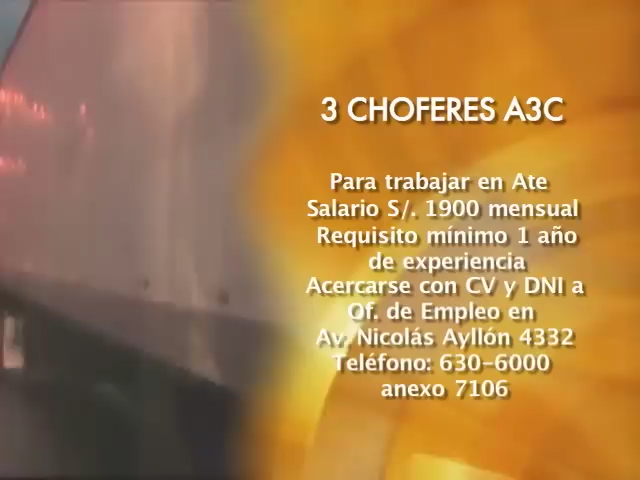 3 CHOFERES A3C
Para trabajar en Ate
Salario S/. 1900 mensual
Requisito mínimo 1 año
de experiencia
Acercarse con CV y DNI a
Of. de Empleo en
Av. Nicolás Ayllón 4332
Teléfono: 630-6000
anexo 7106